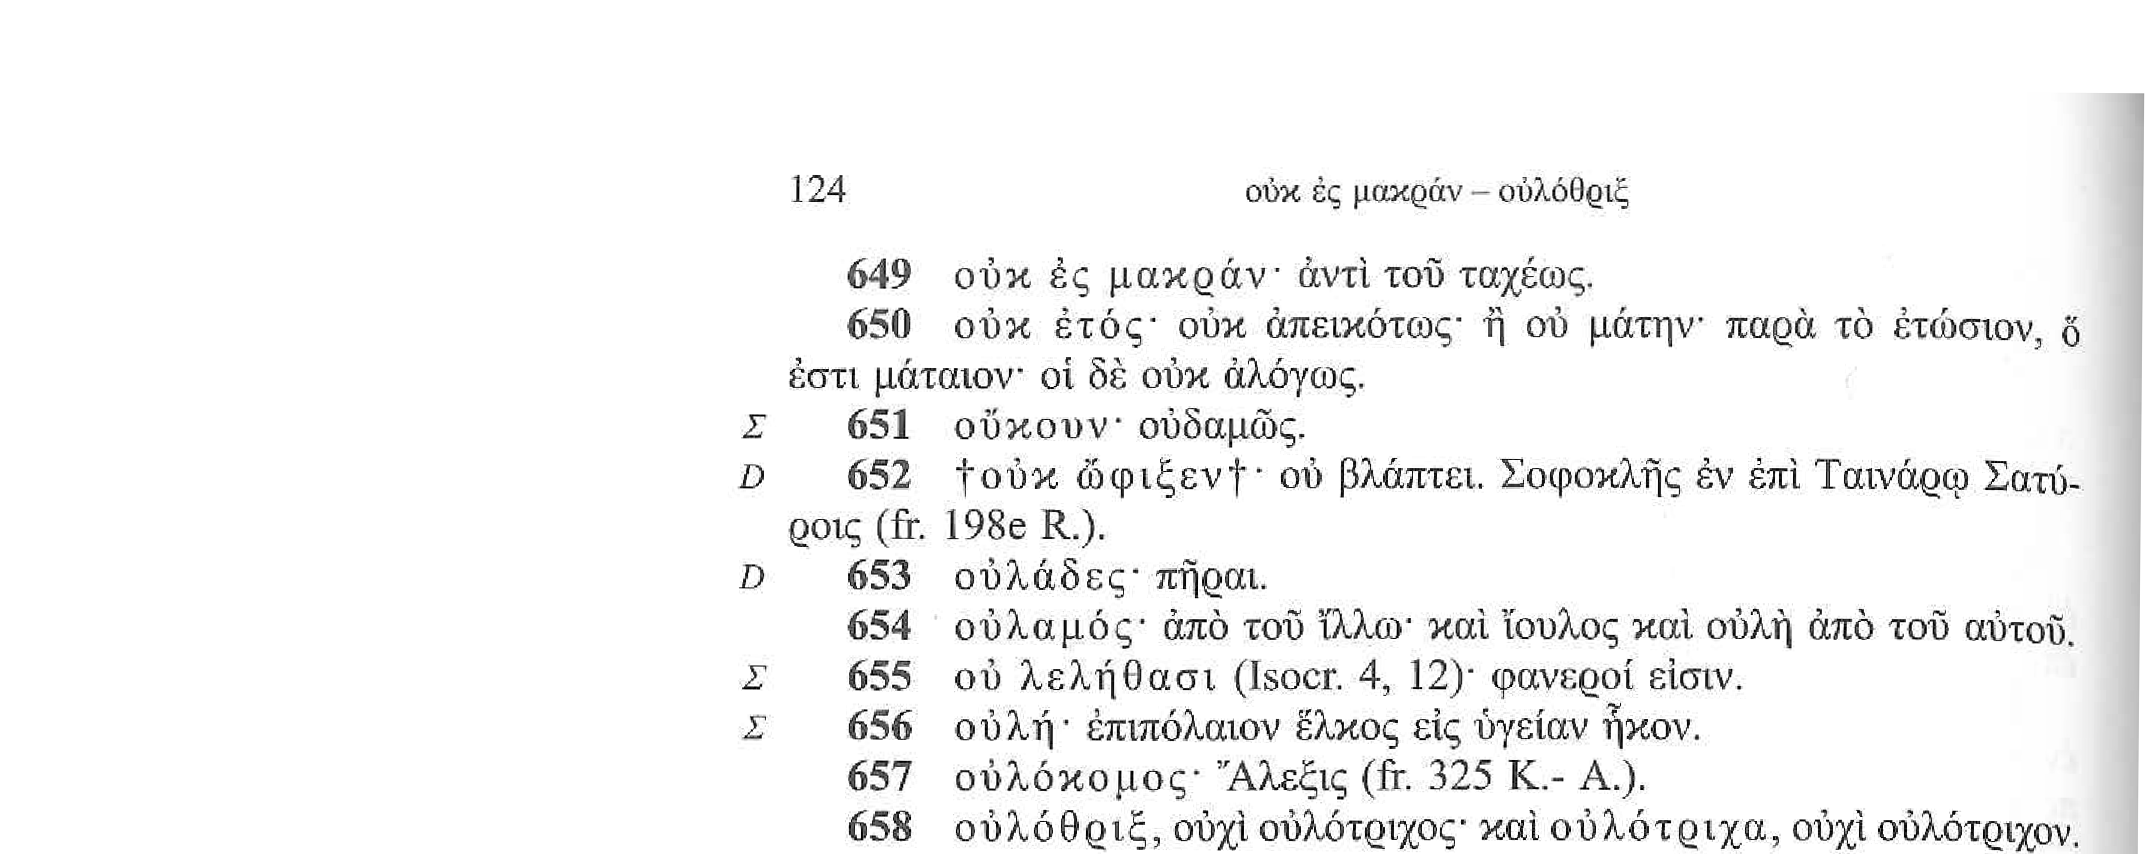 124 οὐκ ἐς μακράν – οὐλόθριξ
649 οὐκ ἐς μακράν· ἀντὶ τοῦ ταχέως.
650 οὐκ ἐτός· οὐκ ἀπεικότως· ἢ οὐ μάτην· παρὰ τὸ ἐτώσιον, ὅ
ἐστι μάταιον· οἱ δὲ οὐκ ἀλόγως.
Σ 651 οὔκουν· οὐδαμῶς.
D 652 †οὐκ ὤφιξεν†· οὐ βλάπτει. Σοφοκλῆς ἐν ἐπὶ Ταινάρῳ Σατύ-
ροις (fr. 198e R.).
D 653 οὐλάδες· πῆραι.
654 οὐλαμός· ἀπὸ τοῦ ἴλλω· καὶ ἴουλος καὶ οὐλὴ ἀπὸ τοῦ αὐτοῦ.
Σ 655 οὐ λελήθασι (Isocr. 4, 12)· φανεροί εἰσιν.
Σ 656 οὐλή· ἐπιπόλαιον ἕλκος εἰς ὑγείαν ἧκον.
657 οὐλόκομος· Ἄλεξις (fr. 325 K.- A.).
658 οὐλόθριξ, οὐχὶ οὐλότριχος· καὶ οὐλότριχα, οὐχὶ οὐλότριχον.